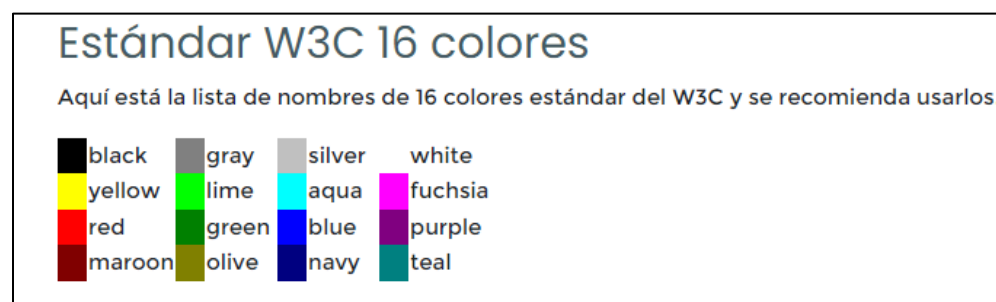 Estándar W3C 16 colores
Aquí está la lista de nombres de 16 colores estándar del W3C y se recomienda usarlos
black gray silver white
yellow lime aqua fuchsia
red green blue purple
maroon olive navy teal